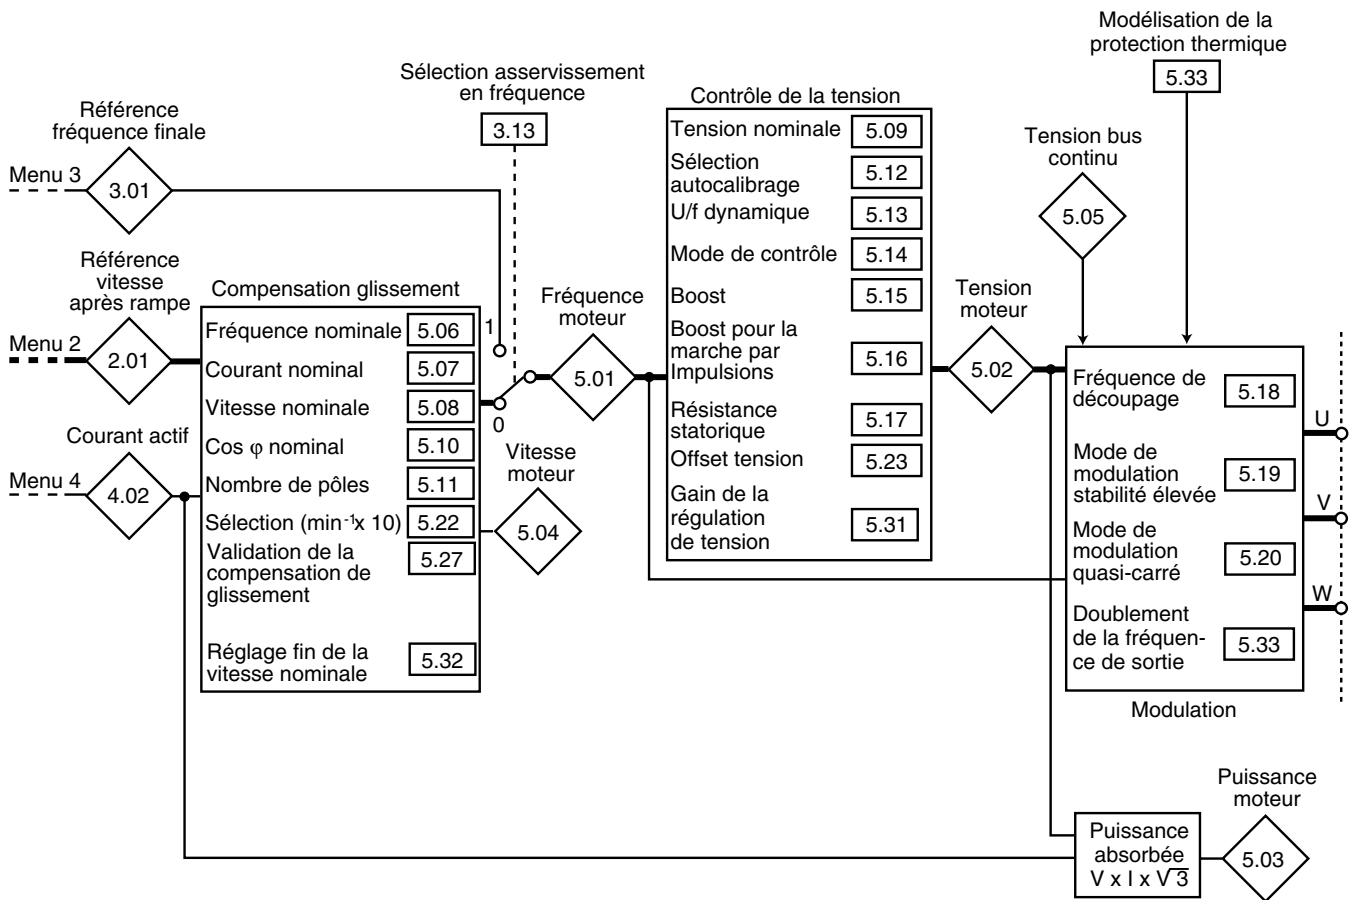 Modélisation de la
protection thermique
5.33
Sélection asservissement
en fréquence
3.13
Référence
fréquence finale
Menu 3
3.01
Référence
vitesse
après rampe
Menu 2
2.01
Courant actif
Menu 4
4.02
Compensation glissement
Fréquence nominale 5.06
Courant nominal 5.07
Vitesse nominale 5.08
Cos φ nominal 5.10
Nombre de pôles 5.11
Sélection (min⁻¹x 10) 5.22
Validation de la
compensation de
glissement
5.27
Réglage fin de la
vitesse nominale
5.32
1
0
Fréquence
moteur
5.01
Vitesse
moteur
5.04
Contrôle de la tension
Tension nominale 5.09
Sélection
autocalibrage
5.12
U/f dynamique 5.13
Mode de contrôle 5.14
Boost 5.15
Boost pour la
marche par
Impulsions
5.16
Résistance
statorique
5.17
Offset tension 5.23
Gain de la
régulation
de tension
5.31
Tension bus
continu
5.05
Tension
moteur
5.02
Fréquence de
découpage
5.18
Mode de
modulation
stabilité élevée
5.19
Mode de
modulation
quasi-carré
5.20
Doublement
de la fréquen-
ce de sortie
5.33
Modulation
U
V
W
Puissance
absorbée
V x I x √3
Puissance
moteur
5.03